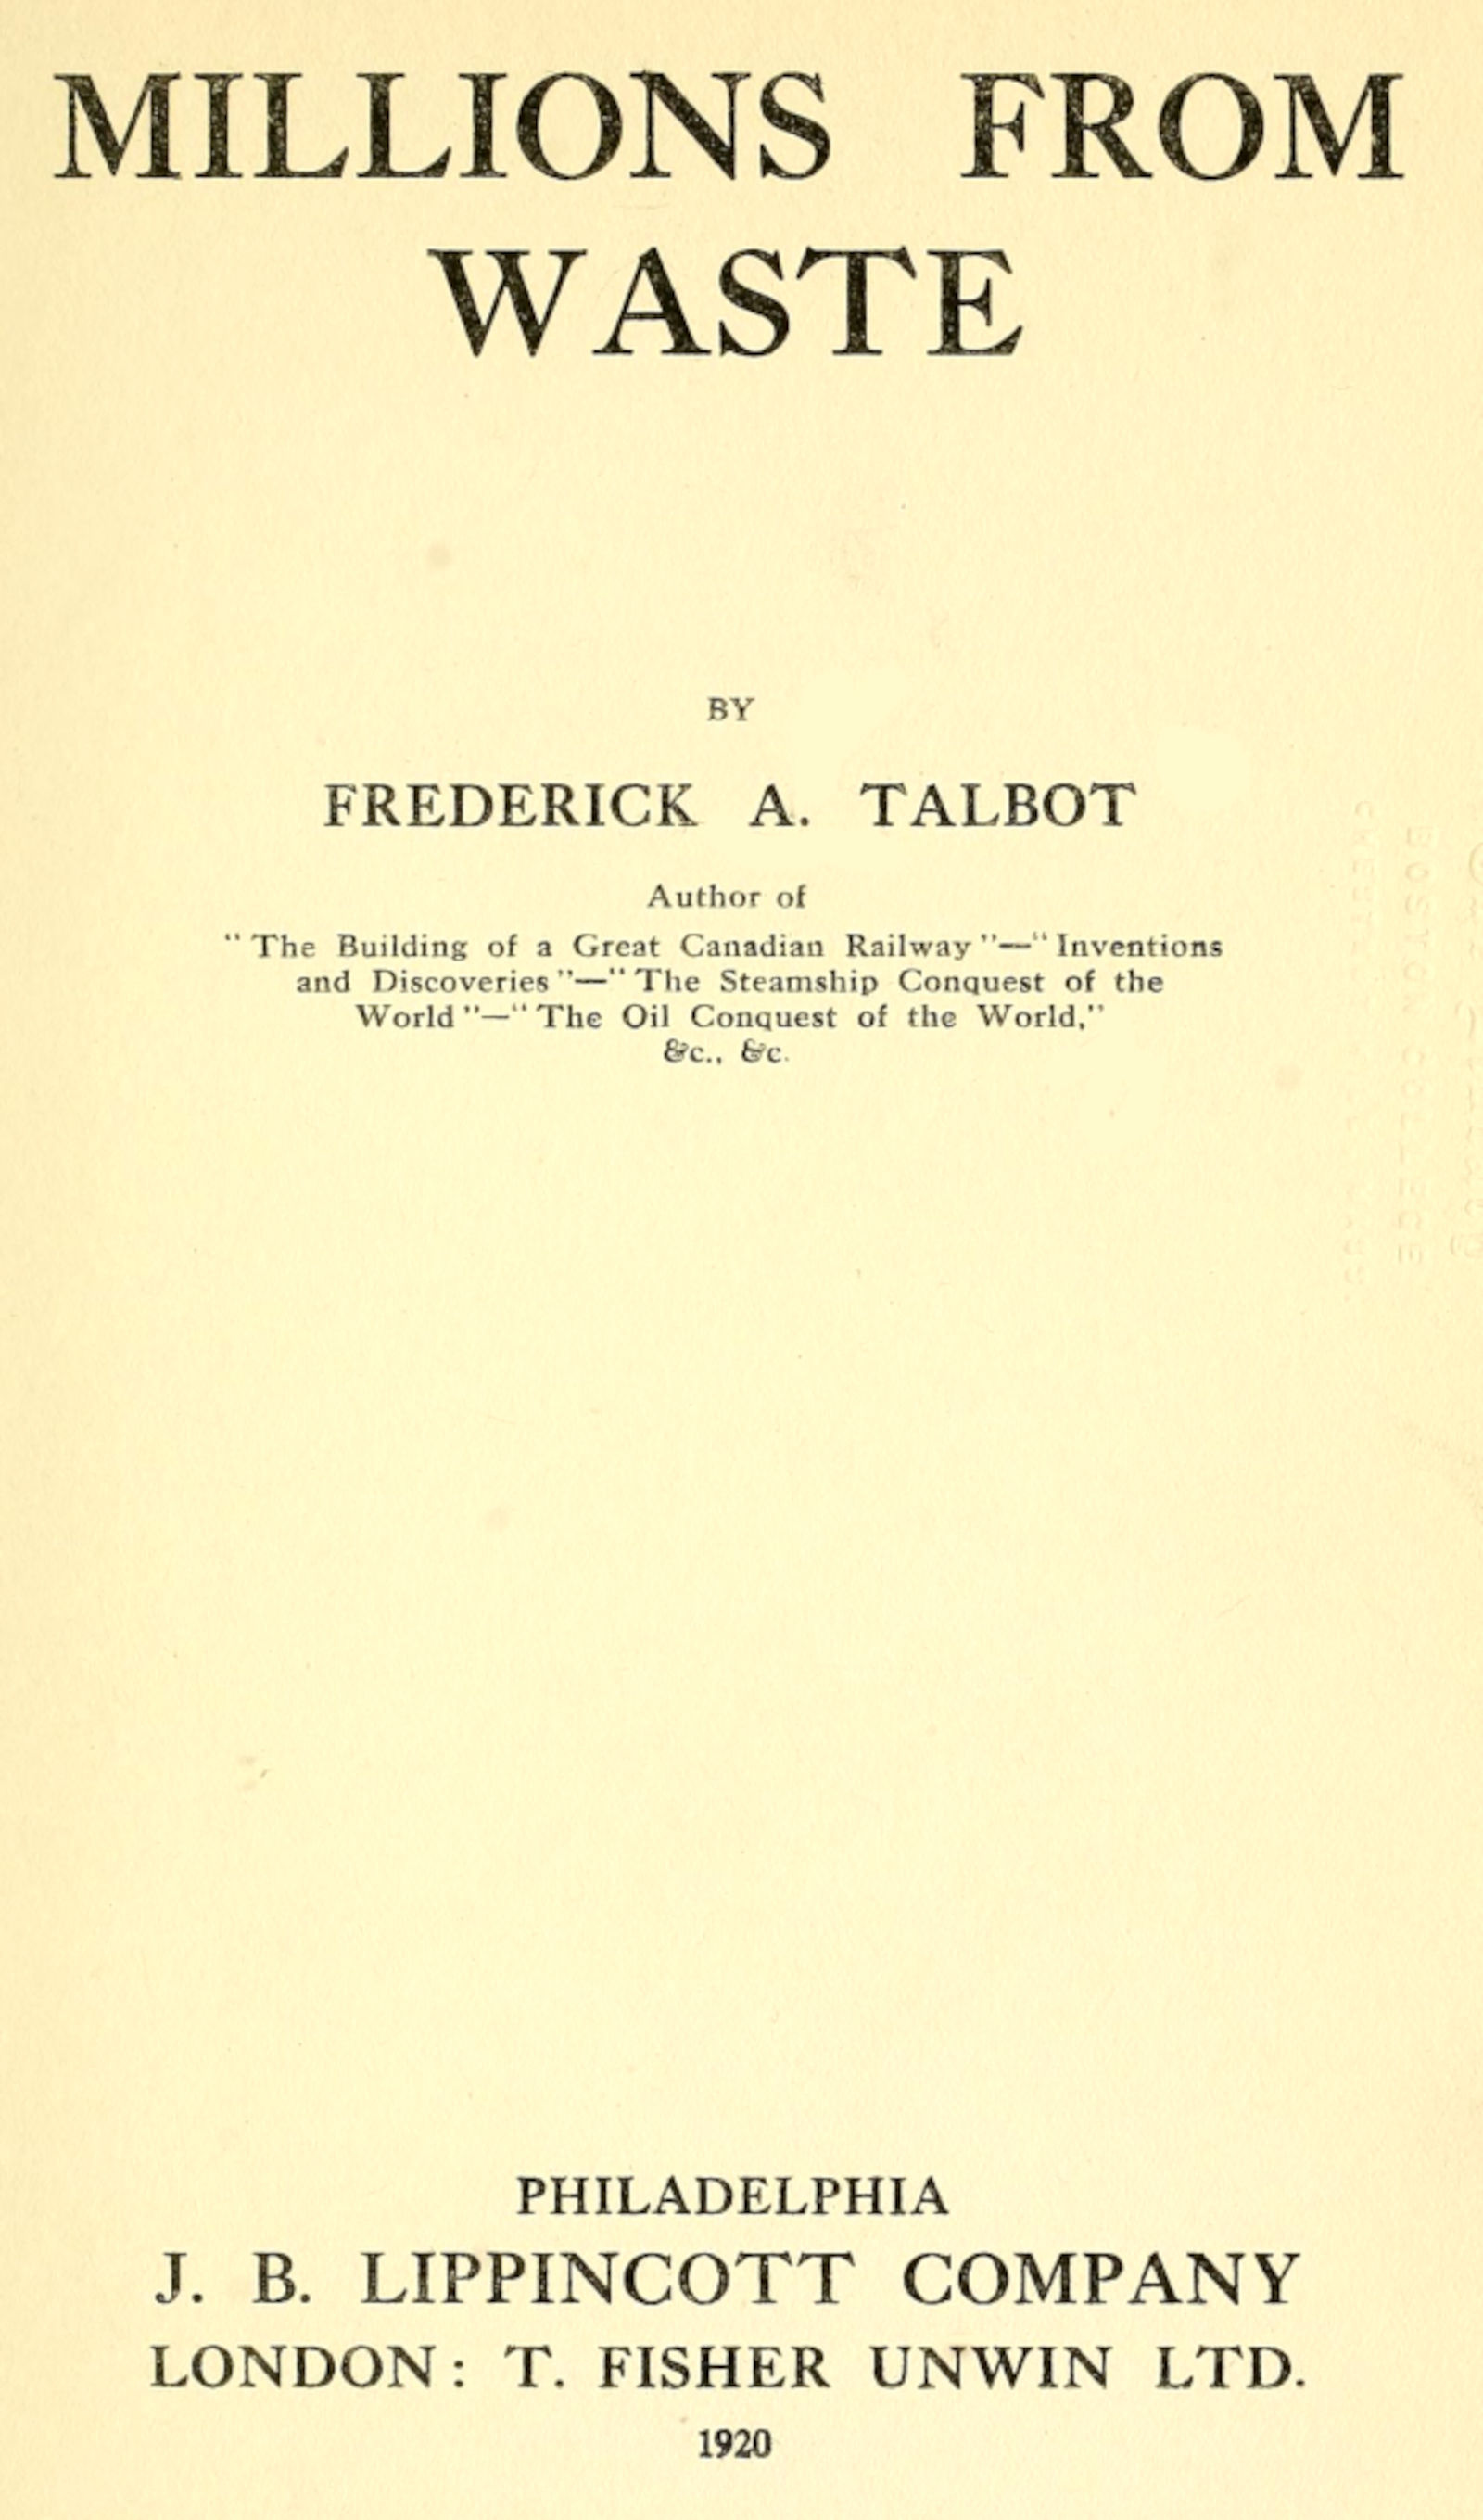 MILLIONS FROM
WASTE
BY
FREDERICK A. TALBOT
Author of
“The Building of a Great Canadian Railway”—“Inventions
and Discoveries”—“The Steamship Conquest of the
World”—“The Oil Conquest of the World,”
&c., &c.
PHILADELPHIA
J. B. LIPPINCOTT COMPANY
LONDON: T. FISHER UNWIN LTD.
1920